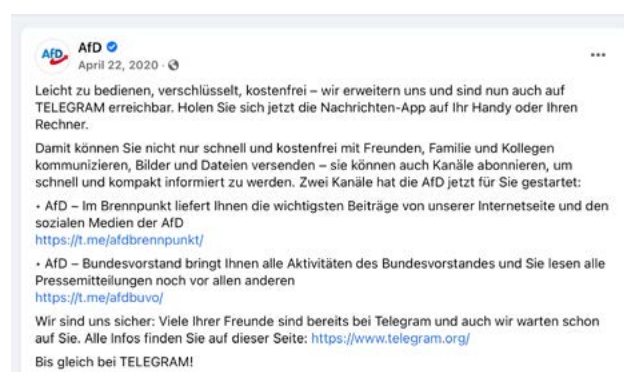 AfD
AfD
April 22, 2020
Leicht zu bedienen, verschlüsselt, kostenfrei – wir erweitern uns und sind nun auch auf
TELEGRAM erreichbar. Holen Sie sich jetzt die Nachrichten-App auf Ihr Handy oder Ihren
Rechner.
Damit können Sie nicht nur schnell und kostenfrei mit Freunden, Familie und Kollegen
kommunizieren, Bilder und Dateien versenden – sie können auch Kanäle abonnieren, um
schnell und kompakt informiert zu werden. Zwei Kanäle hat die AfD jetzt für Sie gestartet:
• AfD – Im Brennpunkt liefert Ihnen die wichtigsten Beiträge von unserer Internetseite und den
sozialen Medien der AfD
https://t.me/afdbrennpunkt/
• AfD – Bundesvorstand bringt Ihnen alle Aktivitäten des Bundesvorstandes und Sie lesen alle
Pressemitteilungen noch vor allen anderen
https://t.me/afdbuvo/
Wir sind uns sicher: Viele Ihrer Freunde sind bereits bei Telegram und auch wir warten schon
auf Sie. Alle Infos finden Sie auf dieser Seite: https://www.telegram.org/
Bis gleich bei TELEGRAM!